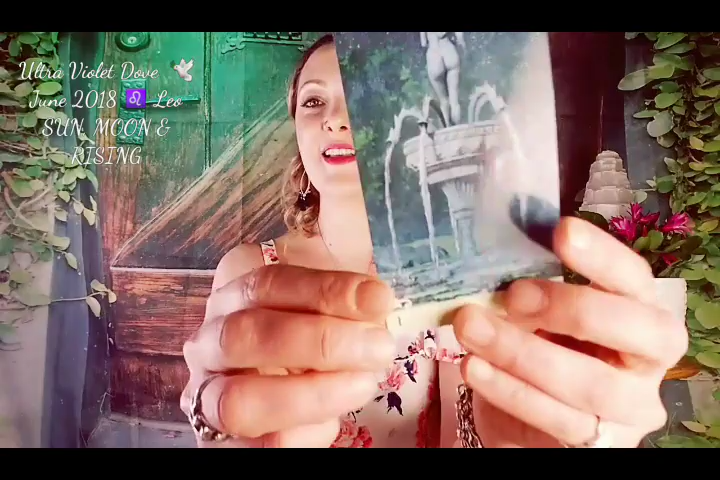 Ultra Violet Dove 🕊️
June 2018 ♌ Leo
SUN, MOON &
RISING